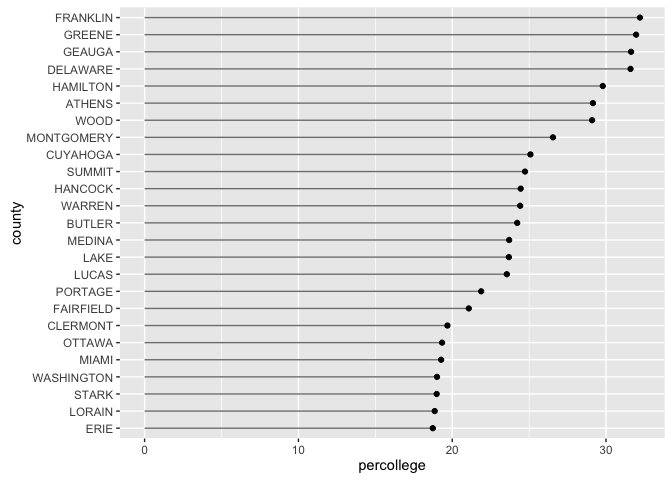 FRANKLIN
GREENE
GEAUGA
DELAWARE
HAMILTON
ATHENS
WOOD
MONTGOMERY
CUYAHOGA
SUMMIT
HANCOCK
WARREN
BUTLER
MEDINA
LAKE
LUCAS
PORTAGE
FAIRFIELD
CLERMONT
OTTAWA
MIAMI
WASHINGTON
STARK
LORAIN
ERIE
county
0 10 20 30
percollege